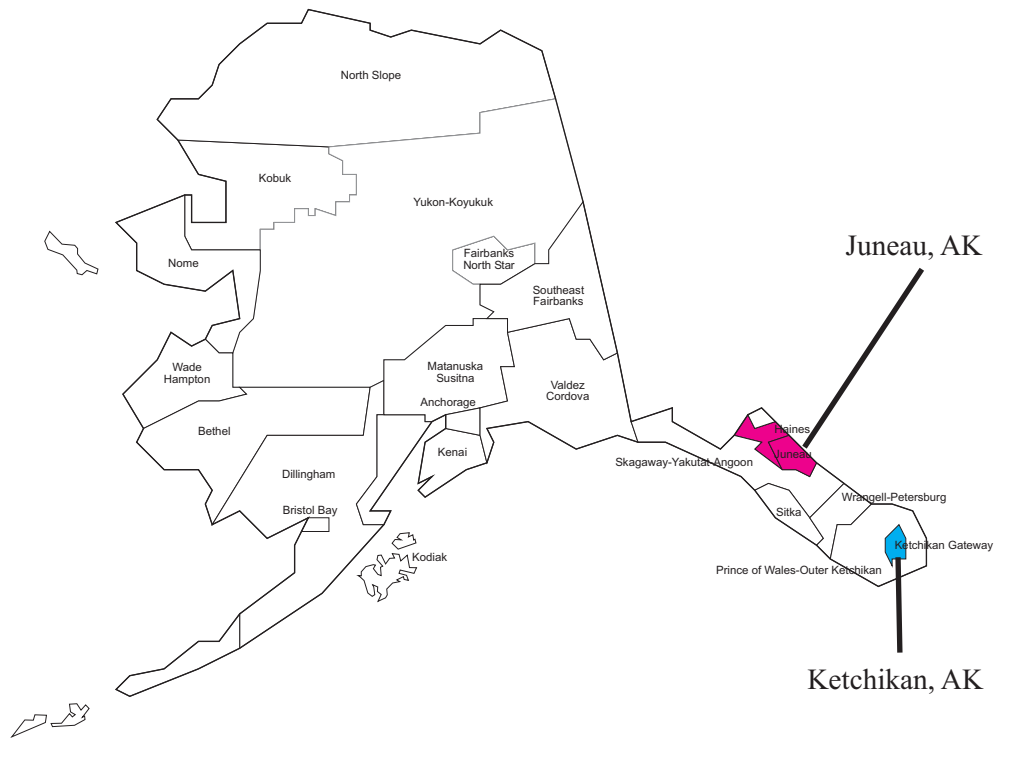 North Slope
Kobuk
Yukon-Koyukuk
Juneau, AK
Fairbanks
North Star
Nome
Southeast
Fairbanks
Wade
Hampton
Matanuska
Susitna
Valdez
Cordova
Anchorage
Bethel
Haines
Kenai
Juneau
Skagaway-Yakutat-Angoon
Dillingham
Wrangell-Petersburg
Bristol Bay
Sitka
Ketchikan Gateway
Kodiak
Prince of Wales-Outer Ketchikan
Ketchikan, AK